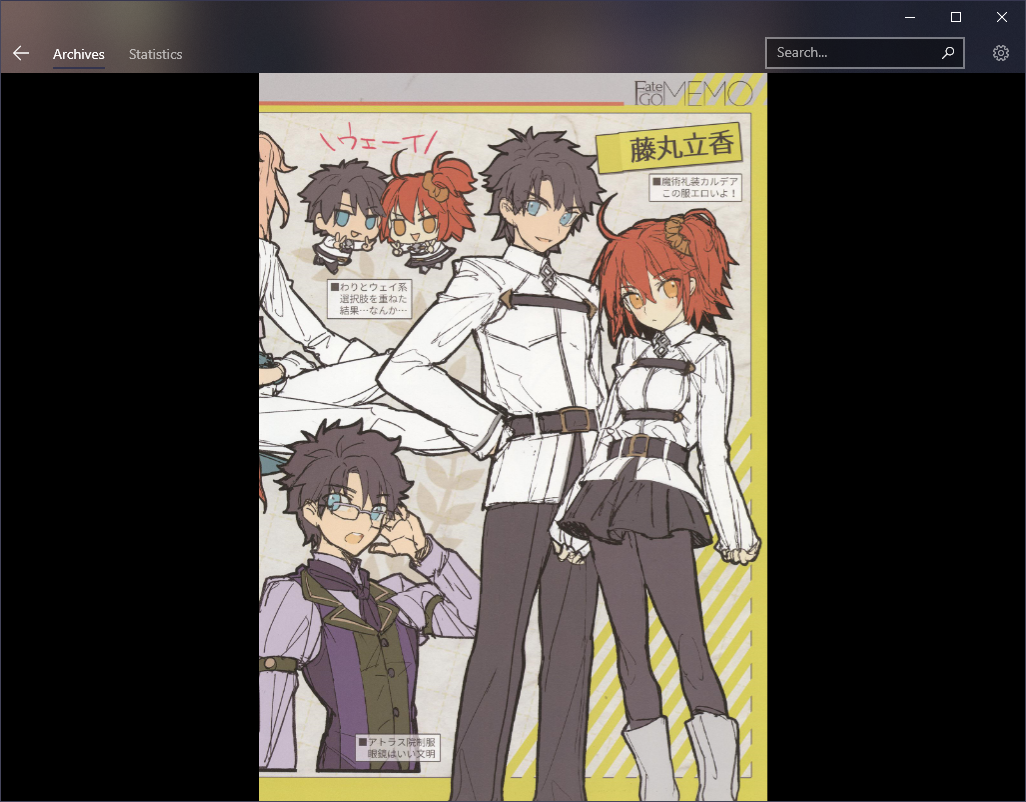 Archives Statistics
Search...
Fate
GO MEMO
\ウェーイ/
藤丸立香
■魔術礼装カルデア
この服エロいよ！
■わりとウェイ系
選択肢を重ねた
結果…なんか…
■アトラス院制服
眼鏡はいい文明